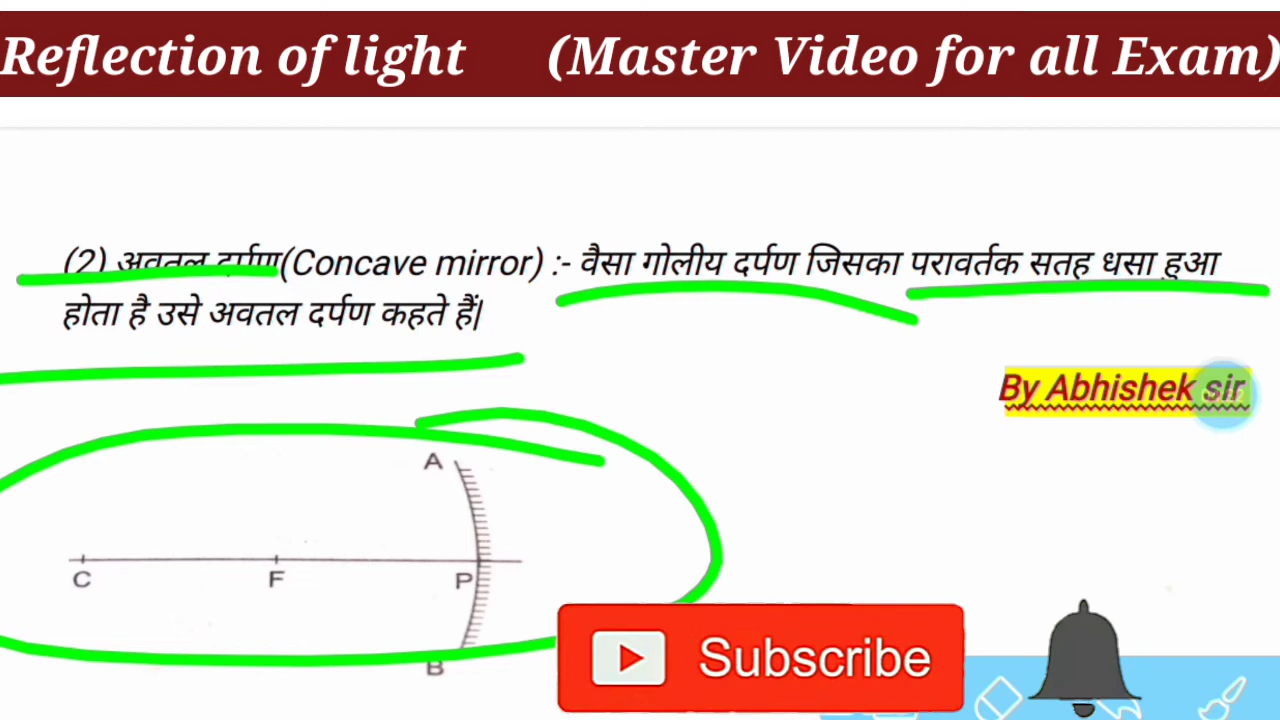 Reflection of light (Master Video for all Exam)
(2) अवतल दर्पण(Concave mirror) :- वैसा गोलीय दर्पण जिसका परावर्तक सतह धसा हुआ
होता है उसे अवतल दर्पण कहते हैं|
By Abhishek sir
A
C F P
B
Subscribe